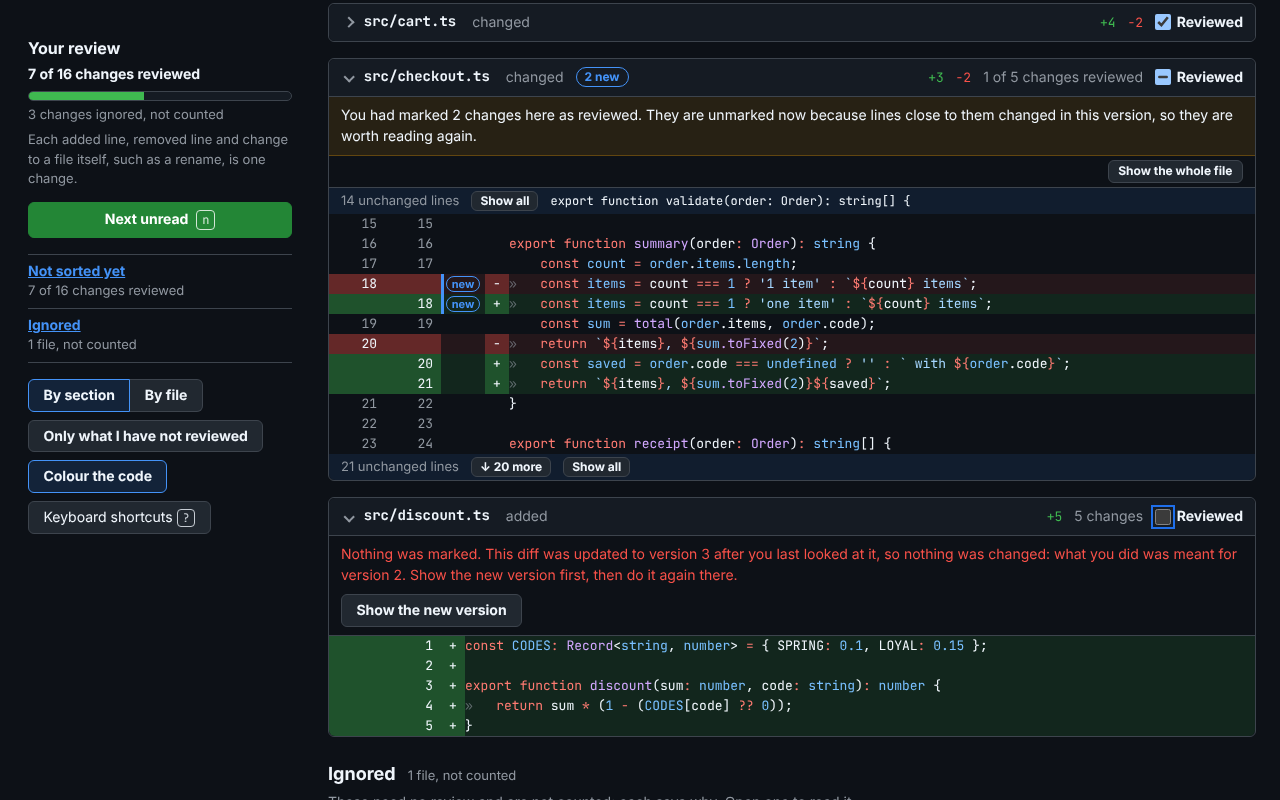 Your review
7 of 16 changes reviewed
3 changes ignored, not counted
Each added line, removed line and change
to a file itself, such as a rename, is one
change.
Next unread n
Not sorted yet
7 of 16 changes reviewed
Ignored
1 file, not counted
By section By file
Only what I have not reviewed
Colour the code
Keyboard shortcuts ?
src/cart.ts changed +4 -2 Reviewed
src/checkout.ts changed 2 new +3 -2 1 of 5 changes reviewed Reviewed
You had marked 2 changes here as reviewed. They are unmarked now because lines close to them changed in this version, so they are
worth reading again.
Show the whole file
14 unchanged lines Show all export function validate(order: Order): string[] {
15 15
16 16 export function summary(order: Order): string {
17 17 const count = order.items.length;
18 new - » const items = count === 1 ? '1 item' : `${count} items`;
18 new + » const items = count === 1 ? 'one item' : `${count} items`;
19 19 const sum = total(order.items, order.code);
20 - » return `${items}, ${sum.toFixed(2)}`;
20 + » const saved = order.code === undefined ? '' : ` with ${order.code}`;
21 + » return `${items}, ${sum.toFixed(2)}${saved}`;
21 22 }
22 23
23 24 export function receipt(order: Order): string[] {
21 unchanged lines ↓ 20 more Show all
src/discount.ts added +5 5 changes Reviewed
Nothing was marked. This diff was updated to version 3 after you last looked at it, so nothing was changed: what you did was meant for
version 2. Show the new version first, then do it again there.
Show the new version
1 + const CODES: Record<string, number> = { SPRING: 0.1, LOYAL: 0.15 };
2 +
3 + export function discount(sum: number, code: string): number {
4 + » return sum * (1 - (CODES[code] ?? 0));
5 + }
Ignored 1 file, not counted